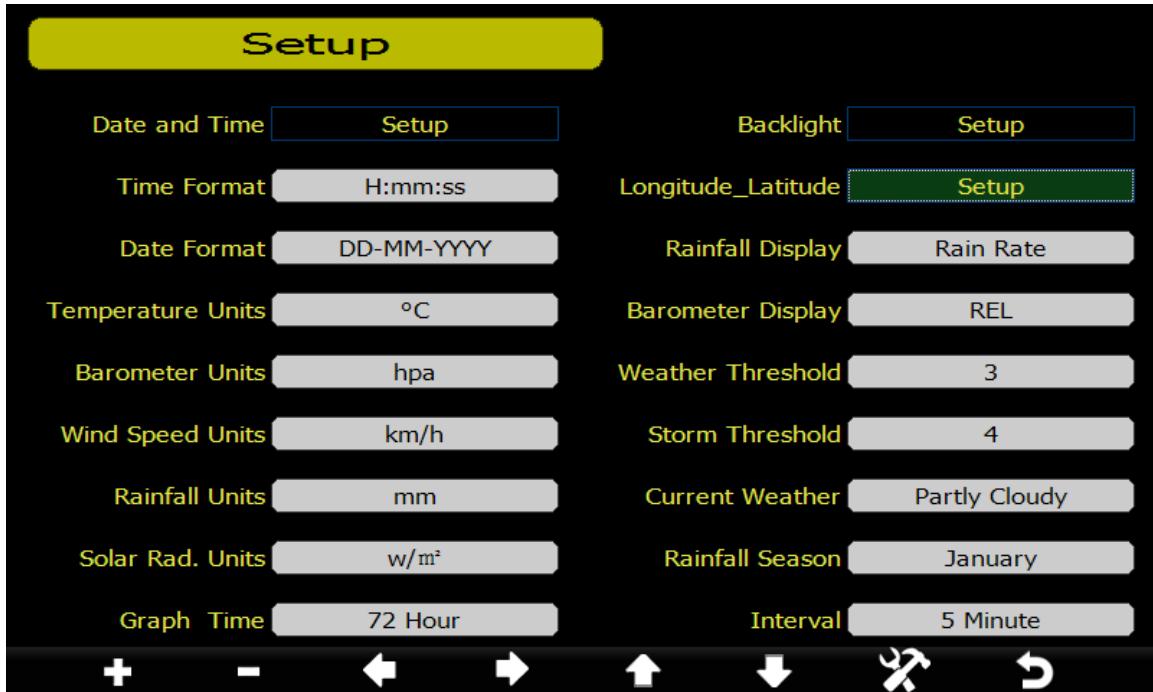 Setup
Date and Time Setup
Time Format H:mm:ss
Date Format DD-MM-YYYY
Temperature Units °C
Barometer Units hpa
Wind Speed Units km/h
Rainfall Units mm
Solar Rad. Units w/m²
Graph Time 72 Hour
Backlight Setup
Longitude_Latitude Setup
Rainfall Display Rain Rate
Barometer Display REL
Weather Threshold 3
Storm Threshold 4
Current Weather Partly Cloudy
Rainfall Season January
Interval 5 Minute